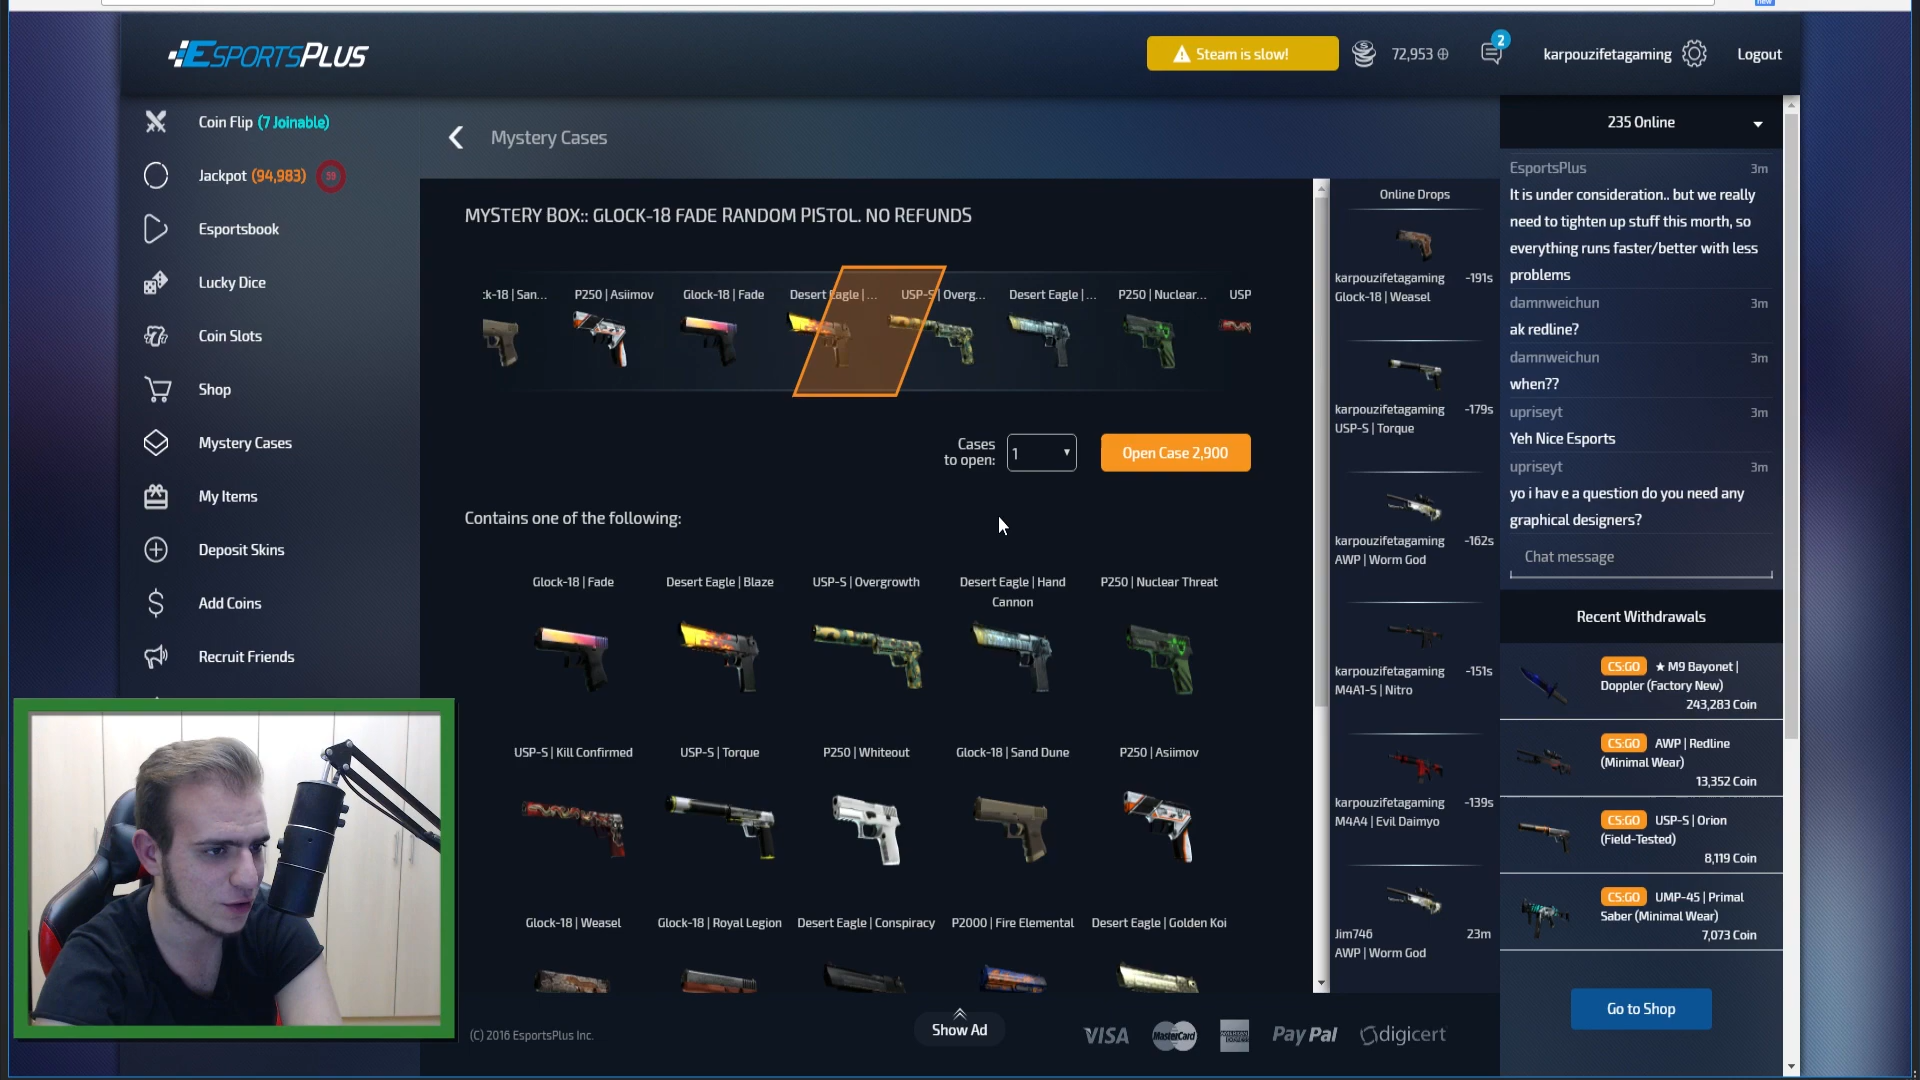 new
ESPORTSPLUS
Steam is slow!
72,953
2
karpouzifetagaming
Logout
Coin Flip (7 Joinable)
Jackpot (94,983) 59
Esportsbook
Lucky Dice
Coin Slots
Shop
Mystery Cases
My Items
Deposit Skins
Add Coins
Recruit Friends
Mystery Cases
MYSTERY BOX:: GLOCK-18 FADE RANDOM PISTOL. NO REFUNDS
:k-18 | San... P250 | Asiimov Glock-18 | Fade Desert Eagle | ... USP-S | Overg... Desert Eagle | ... P250 | Nuclear... USP
Cases
to open:
1
Open Case 2,900
Contains one of the following:
Glock-18 | Fade Desert Eagle | Blaze USP-S | Overgrowth Desert Eagle | Hand P250 | Nuclear Threat
Cannon
USP-S | Kill Confirmed USP-S | Torque P250 | Whiteout Glock-18 | Sand Dune P250 | Asiimov
Glock-18 | Weasel Glock-18 | Royal Legion Desert Eagle | Conspiracy P2000 | Fire Elemental Desert Eagle | Golden Koi
(C) 2016 EsportsPlus Inc.
Show Ad
VISA MasterCard AMERICAN EXPRESS PayPal digicert
Online Drops
karpouzifetagaming -191s
Glock-18 | Weasel
karpouzifetagaming -179s
USP-S | Torque
karpouzifetagaming -162s
AWP | Worm God
karpouzifetagaming -151s
M4A1-S | Nitro
karpouzifetagaming -139s
M4A4 | Evil Daimyo
Jim746 23m
AWP | Worm God
235 Online
EsportsPlus 3m
It is under consideration.. but we really
need to tighten up stuff this morth, so
everything runs faster/better with less
problems
damnweichun 3m
ak redline?
damnweichun 3m
when??
upriseyt 3m
Yeh Nice Esports
upriseyt 3m
yo i hav e a question do you need any
graphical designers?
Chat message
Recent Withdrawals
CS:GO ★ M9 Bayonet |
Doppler (Factory New)
243,283 Coin
CS:GO AWP | Redline
(Minimal Wear)
13,352 Coin
CS:GO USP-S | Orion
(Field-Tested)
8,119 Coin
CS:GO UMP-45 | Primal
Saber (Minimal Wear)
7,073 Coin
Go to Shop